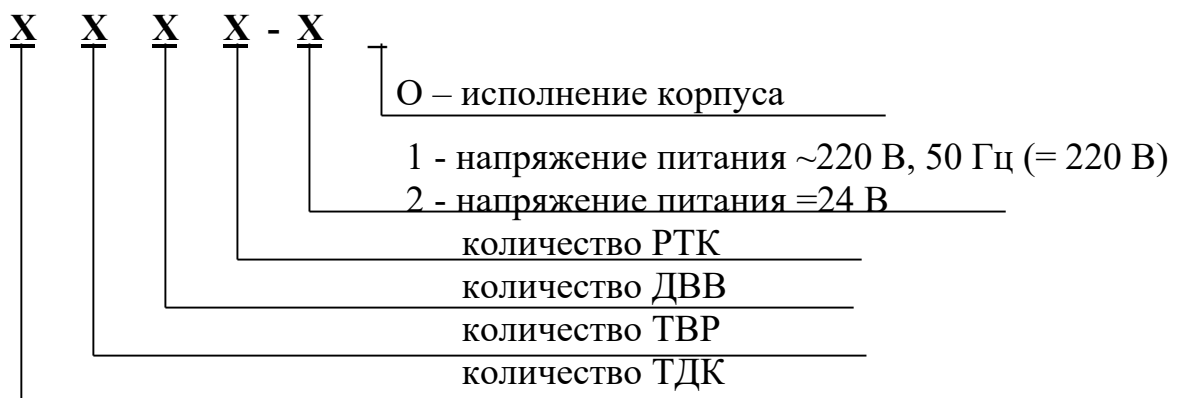 X X X X - X
О – исполнение корпуса
1 - напряжение питания ~220 В, 50 Гц (= 220 В)
2 - напряжение питания =24 В
количество РТК
количество ДВВ
количество ТВР
количество ТДК